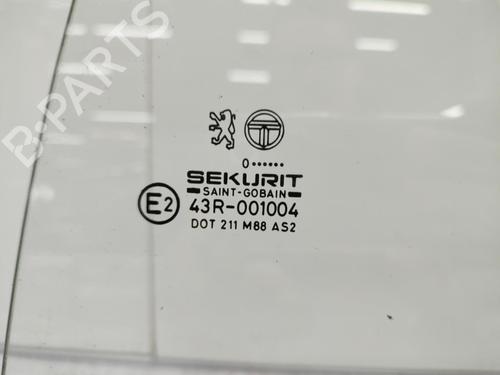 B-PARTS
0......
SEKURIT
SAINT-GOBAIN
E2 43R-001004
DOT 211 M88 AS2